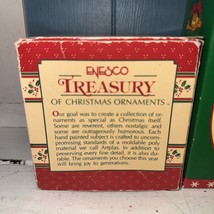 ENESCO
TREASURY
OF CHRISTMAS ORNAMENTS™
Our goal was to create a collection of or-
naments as special as Christmas itself.
Some are reverent, others nostalgic and
some are outrageously humorous. Each
hand painted subject is crafted to uncom-
promising standards of a moldable poly
material we call Artplas. In addition to
capturing every fine detail, it is also du-
rable. The ornaments you choose this year
will bring joy to generations.